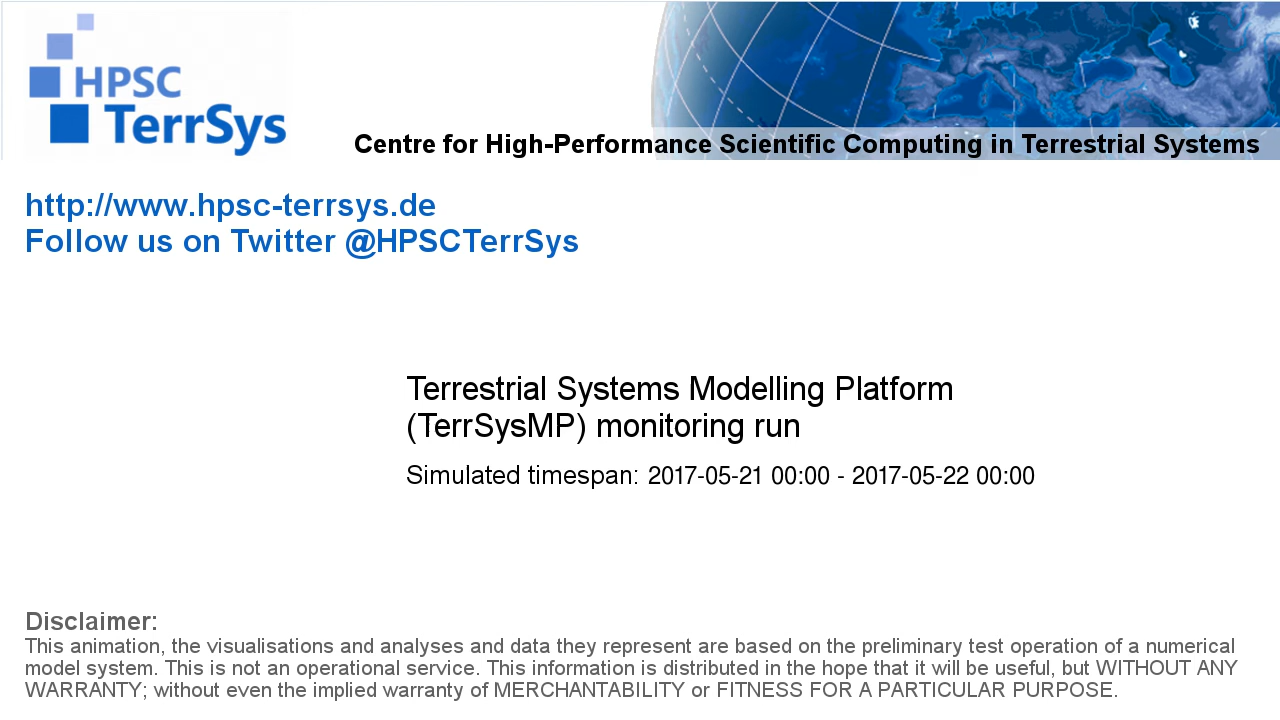 HPSC
TerrSys
Centre for High-Performance Scientific Computing in Terrestrial Systems
http://www.hpsc-terrsys.de
Follow us on Twitter @HPSCTerrSys
Terrestrial Systems Modelling Platform
(TerrSysMP) monitoring run
Simulated timespan: 2017-05-21 00:00 - 2017-05-22 00:00
Disclaimer:
This animation, the visualisations and analyses and data they represent are based on the preliminary test operation of a numerical
model system. This is not an operational service. This information is distributed in the hope that it will be useful, but WITHOUT ANY
WARRANTY; without even the implied warranty of MERCHANTABILITY or FITNESS FOR A PARTICULAR PURPOSE.